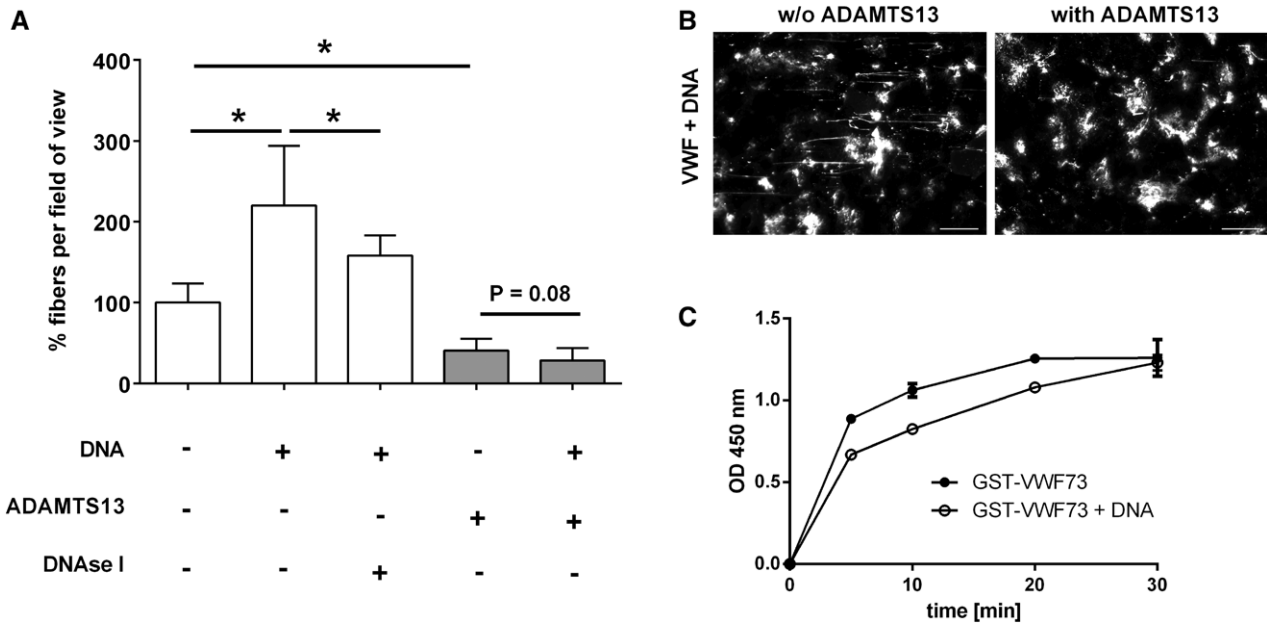 A
% fibers per field of view
400
300
200
100
0
*
*
*
P = 0.08
DNA - + + - +
ADAMTS13 - - - + +
DNAse I - - + - -
B
w/o ADAMTS13 with ADAMTS13
VWF + DNA
C
OD 450 nm
1.5
1.0
0.5
0.0
GST-VWF73
GST-VWF73 + DNA
0 10 20 30
time [min]